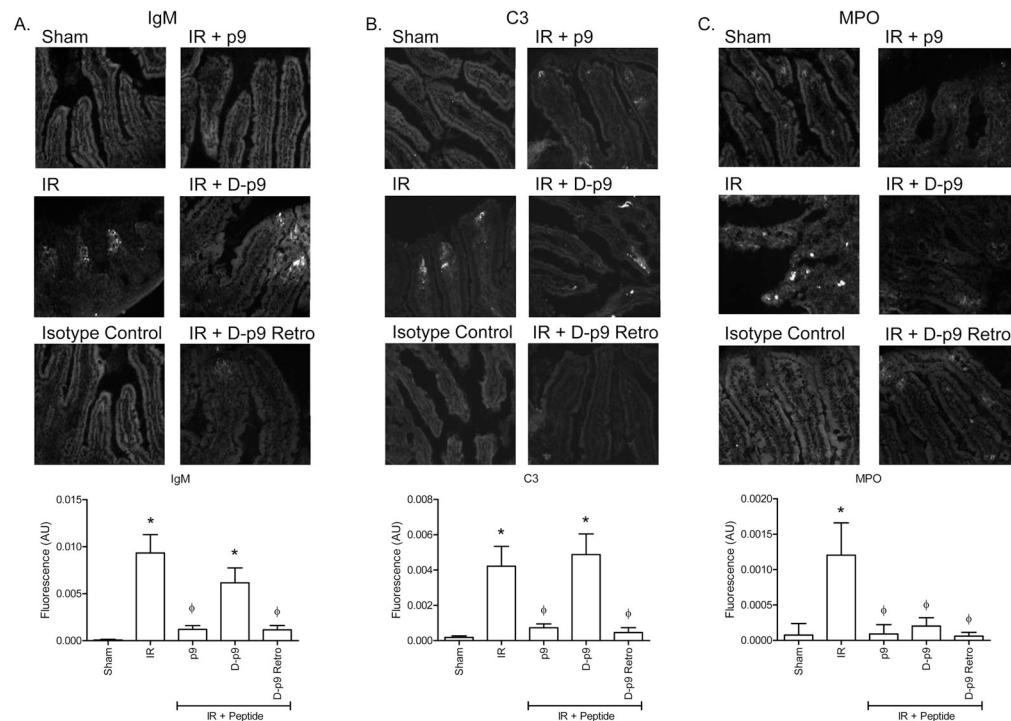 A.
IgM
Sham
IR + p9
IR
IR + D-p9
Isotype Control
IR + D-p9 Retro
IgM
Fluorescence (AU)
0.015
0.010
0.005
0.000
*
ϕ
*
ϕ
Sham
IR
p9
D-p9
D-p9 Retro
IR + Peptide
B.
C3
Sham
IR + p9
IR
IR + D-p9
Isotype Control
IR + D-p9 Retro
C3
Fluorescence (AU)
0.008
0.006
0.004
0.002
0.000
*
ϕ
*
ϕ
Sham
IR
p9
D-p9
D-p9 Retro
IR + Peptide
C.
MPO
Sham
IR + p9
IR
IR + D-p9
Isotype Control
IR + D-p9 Retro
MPO
Fluorescence (AU)
0.0020
0.0015
0.0010
0.0005
0.0000
*
ϕ
ϕ
ϕ
Sham
IR
p9
D-p9
D-p9 Retro
IR + Peptide